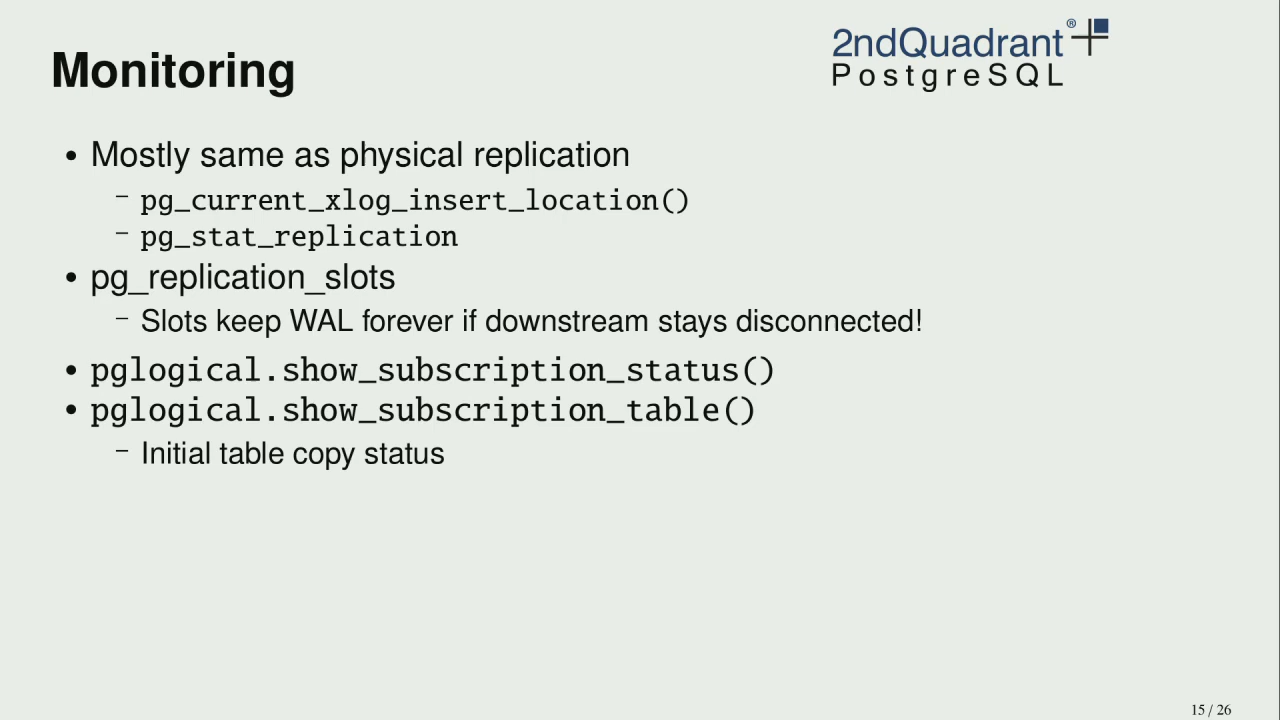 Monitoring
2ndQuadrant®
PostgreSQL
• Mostly same as physical replication
– pg_current_xlog_insert_location()
– pg_stat_replication
• pg_replication_slots
– Slots keep WAL forever if downstream stays disconnected!
• pglogical.show_subscription_status()
• pglogical.show_subscription_table()
– Initial table copy status
15 / 26